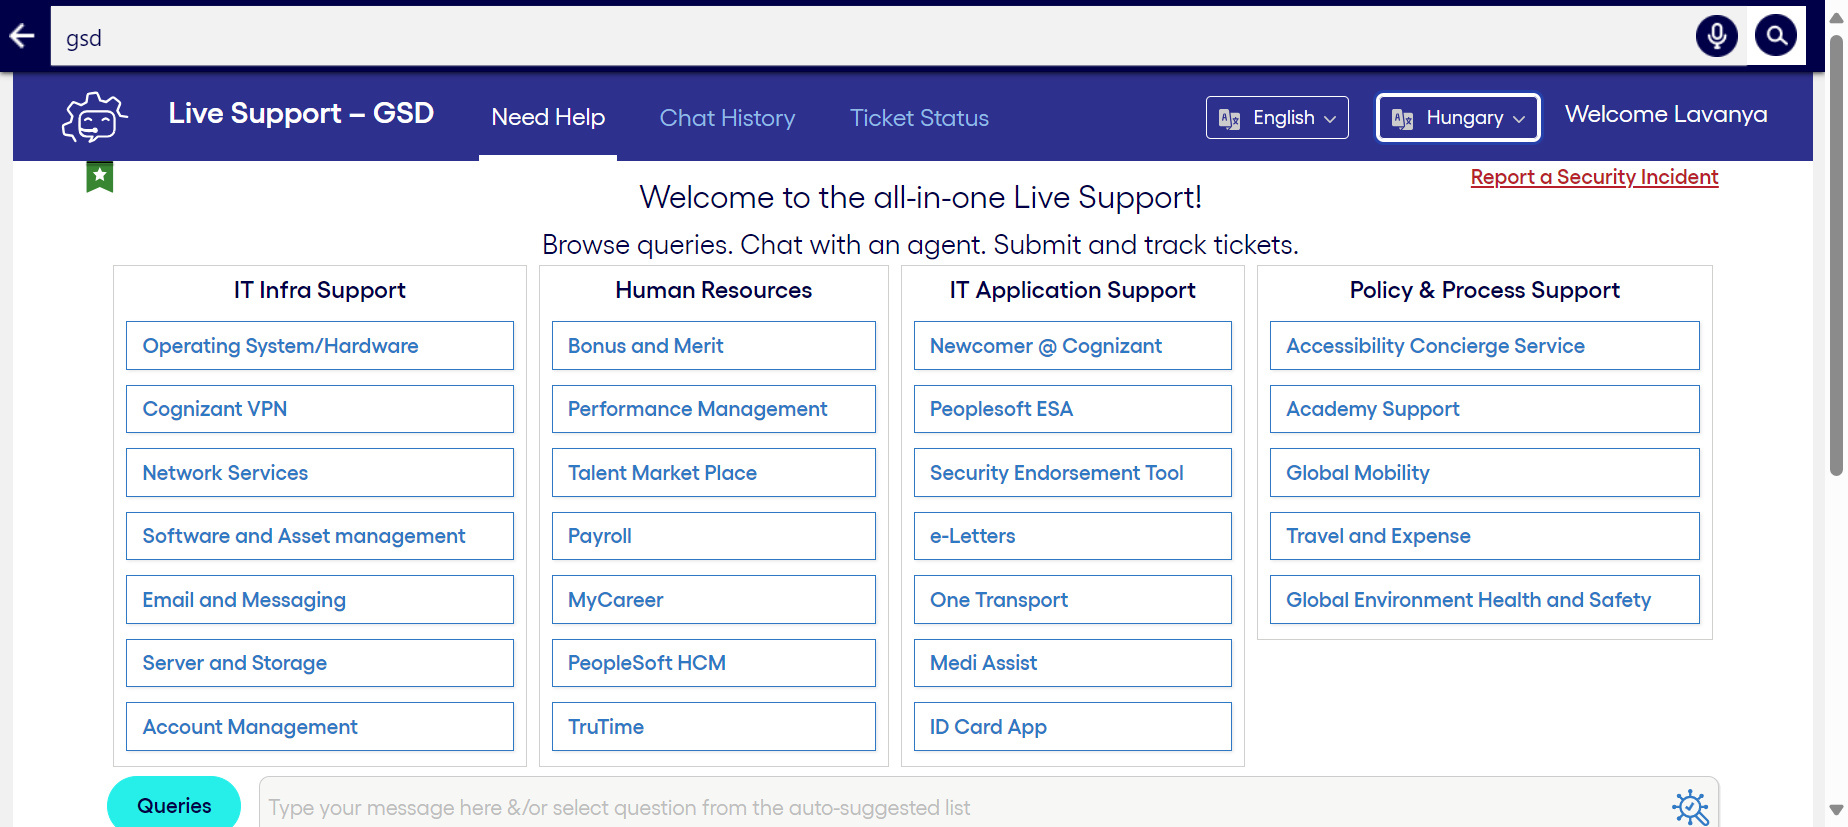 gsd
Live Support – GSD
Need Help
Chat History
Ticket Status
English
Hungary
Welcome Lavanya
Report a Security Incident
Welcome to the all-in-one Live Support!
Browse queries. Chat with an agent. Submit and track tickets.
IT Infra Support
Operating System/Hardware
Cognizant VPN
Network Services
Software and Asset management
Email and Messaging
Server and Storage
Account Management
Human Resources
Bonus and Merit
Performance Management
Talent Market Place
Payroll
MyCareer
PeopleSoft HCM
TruTime
IT Application Support
Newcomer @ Cognizant
Peoplesoft ESA
Security Endorsement Tool
e-Letters
One Transport
Medi Assist
ID Card App
Policy & Process Support
Accessibility Concierge Service
Academy Support
Global Mobility
Travel and Expense
Global Environment Health and Safety
Queries
Type your message here &/or select question from the auto-suggested list